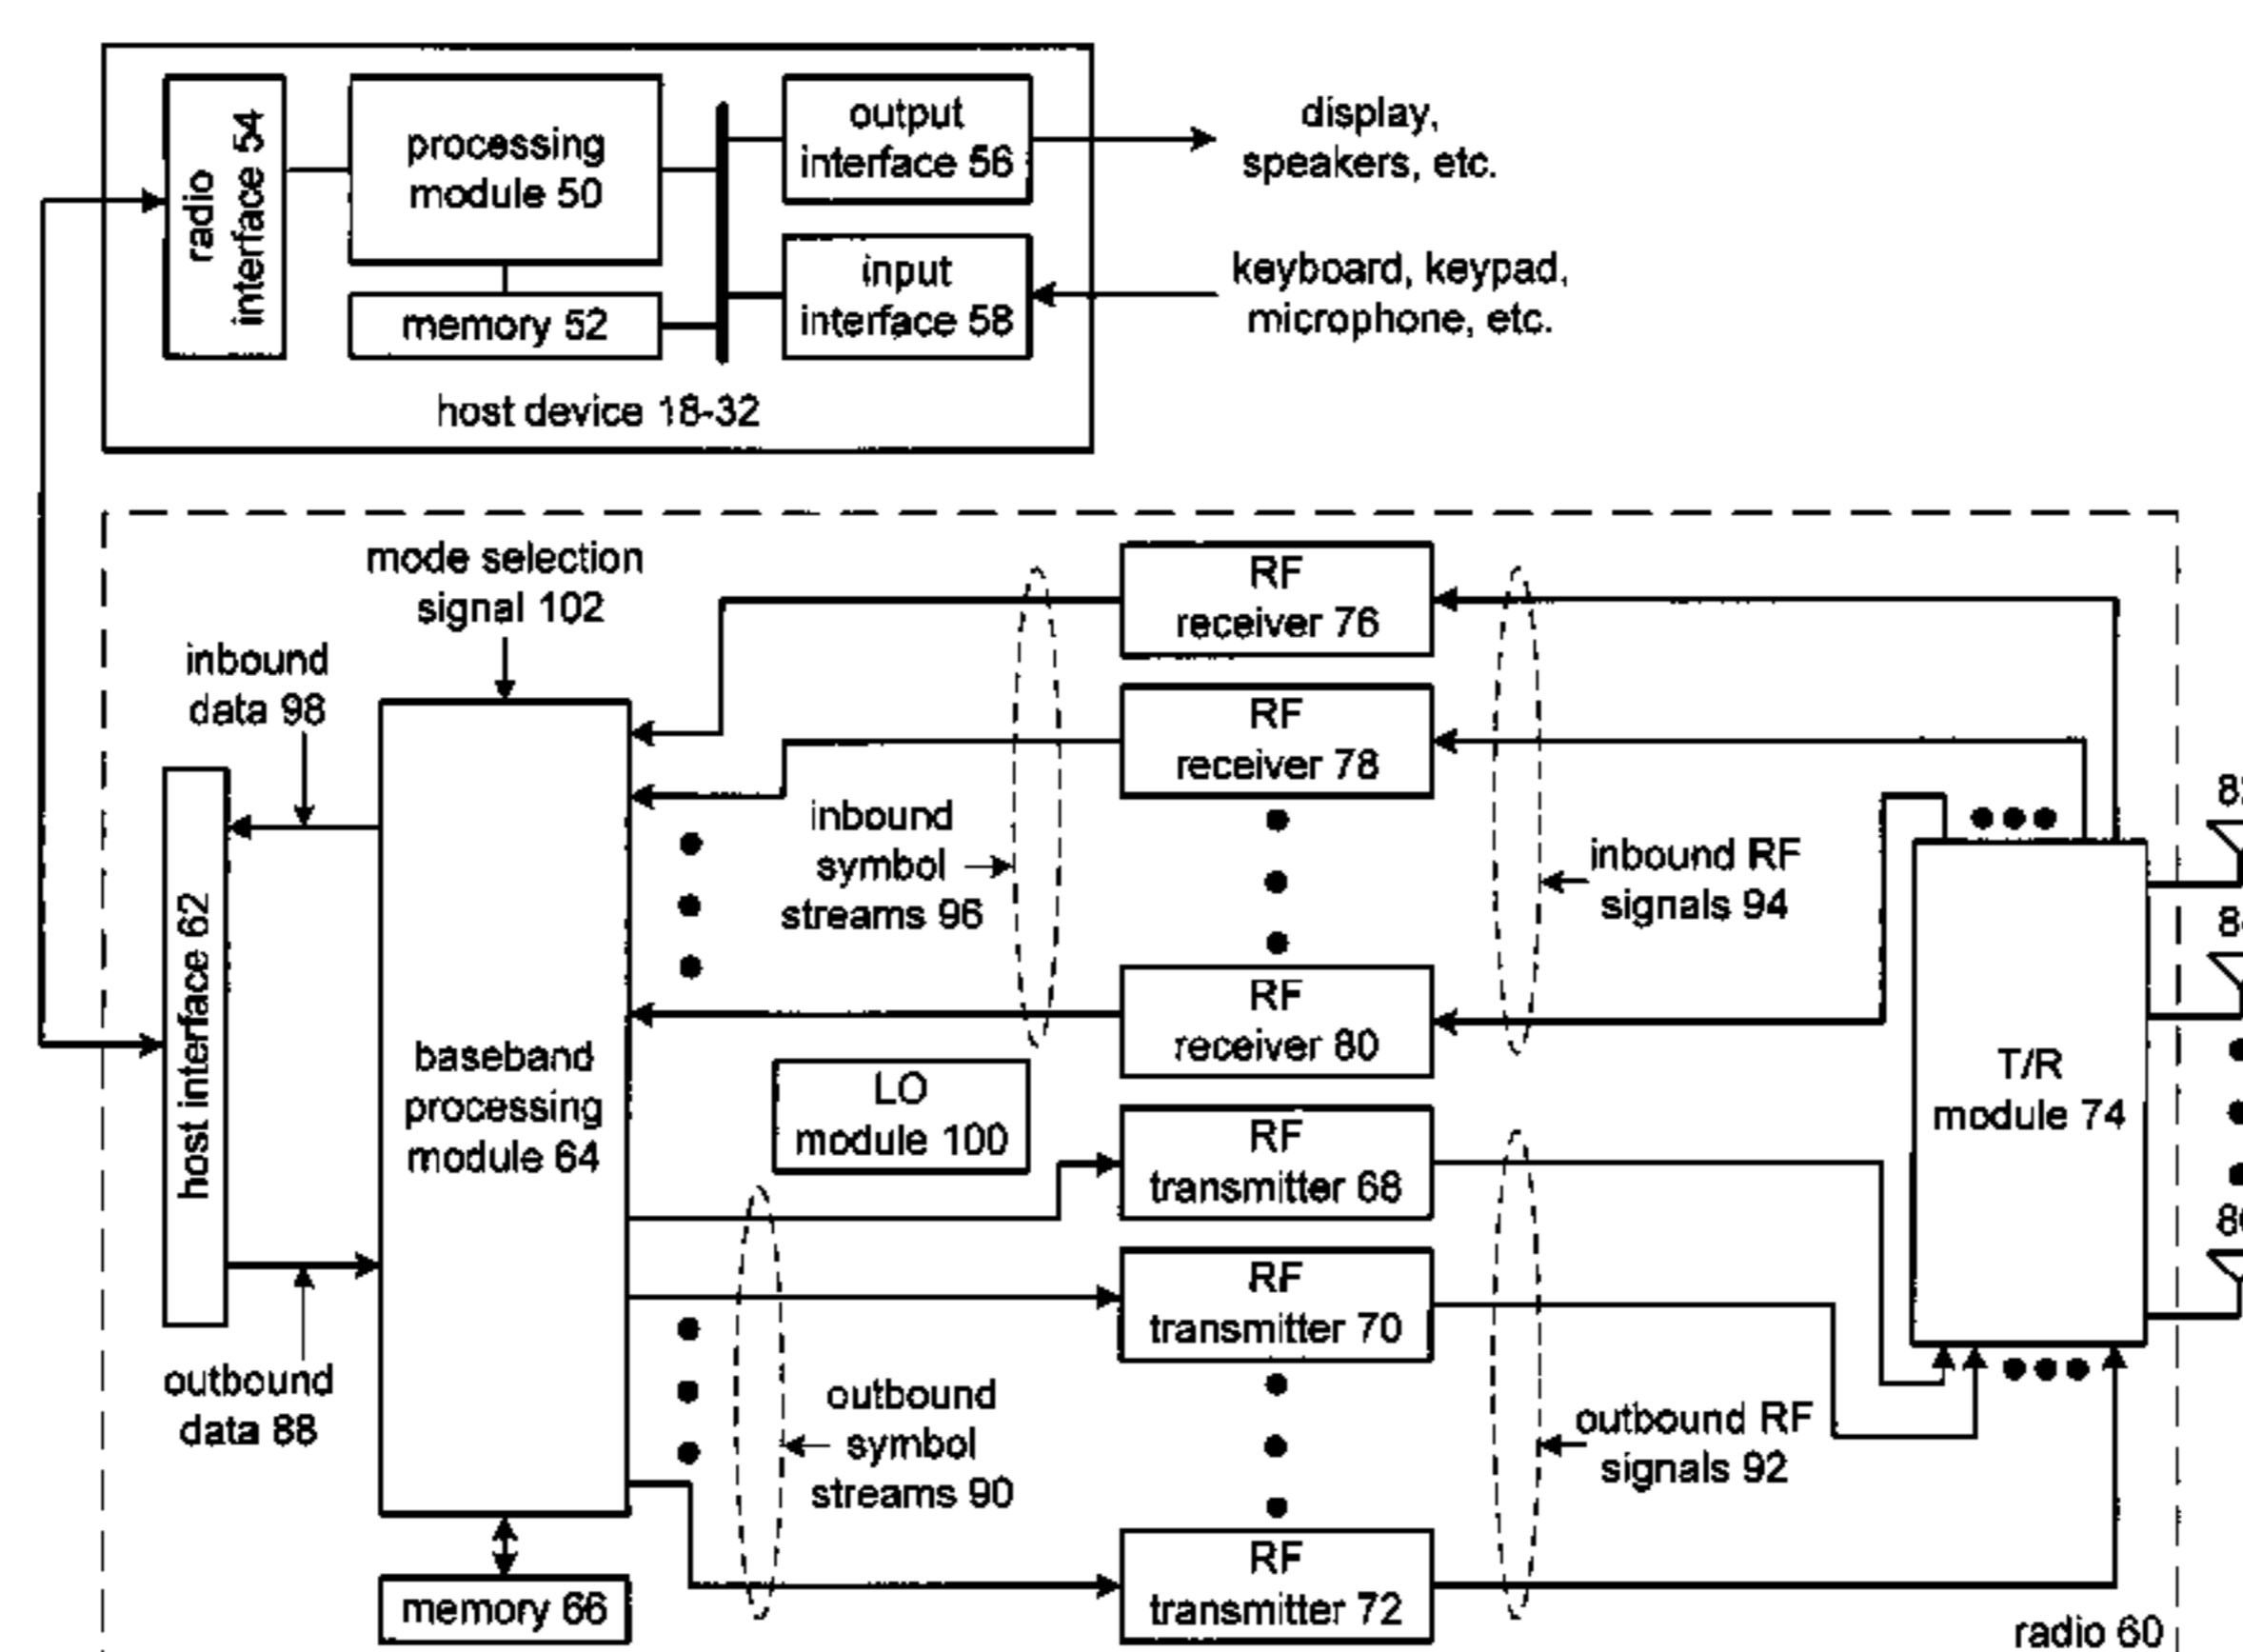 radio
interface 54
processing
module 50
memory 52
output
interface 56
input
interface 58
display,
speakers, etc.
keyboard, keypad,
microphone, etc.
host device 18-32
mode selection
signal 102
inbound
data 98
host interface 62
outbound
data 88
baseband
processing
module 64
memory 66
inbound
symbol
streams 96
LO
module 100
outbound
symbol
streams 90
RF
receiver 76
RF
receiver 78
RF
receiver 80
RF
transmitter 68
RF
transmitter 70
RF
transmitter 72
inbound RF
signals 94
outbound RF
signals 92
T/R
module 74
radio 60